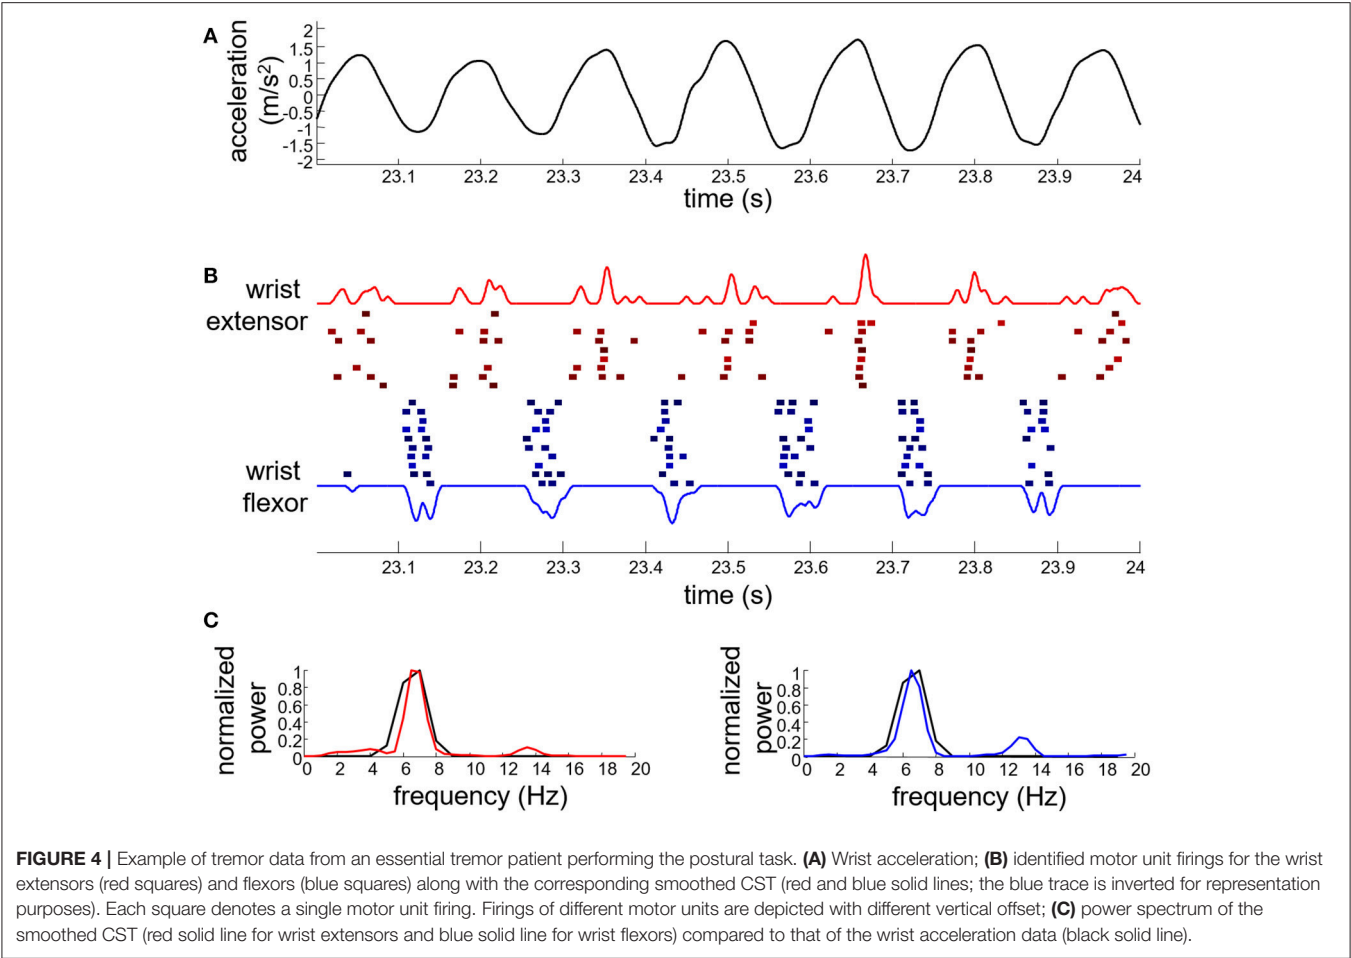 A
acceleration
(m/s²)
2
1.5
0.5
0
-0.5
-1
-1.5
-2
23.1 23.2 23.3 23.4 23.5 23.6 23.7 23.8 23.9 24
time (s)
B
wrist
extensor
wrist
flexor
23.1 23.2 23.3 23.4 23.5 23.6 23.7 23.8 23.9 24
time (s)
C
normalized
power
1
0.8
0.6
0.4
0.2
0
0 2 4 6 8 10 12 14 16 18 20
frequency (Hz)
normalized
power
1
0.8
0.6
0.4
0.2
0
0 2 4 6 8 10 12 14 16 18 20
frequency (Hz)
FIGURE 4 | Example of tremor data from an essential tremor patient performing the postural task. (A) Wrist acceleration; (B) identified motor unit firings for the wrist
extensors (red squares) and flexors (blue squares) along with the corresponding smoothed CST (red and blue solid lines; the blue trace is inverted for representation
purposes). Each square denotes a single motor unit firing. Firings of different motor units are depicted with different vertical offset; (C) power spectrum of the
smoothed CST (red solid line for wrist extensors and blue solid line for wrist flexors) compared to that of the wrist acceleration data (black solid line).